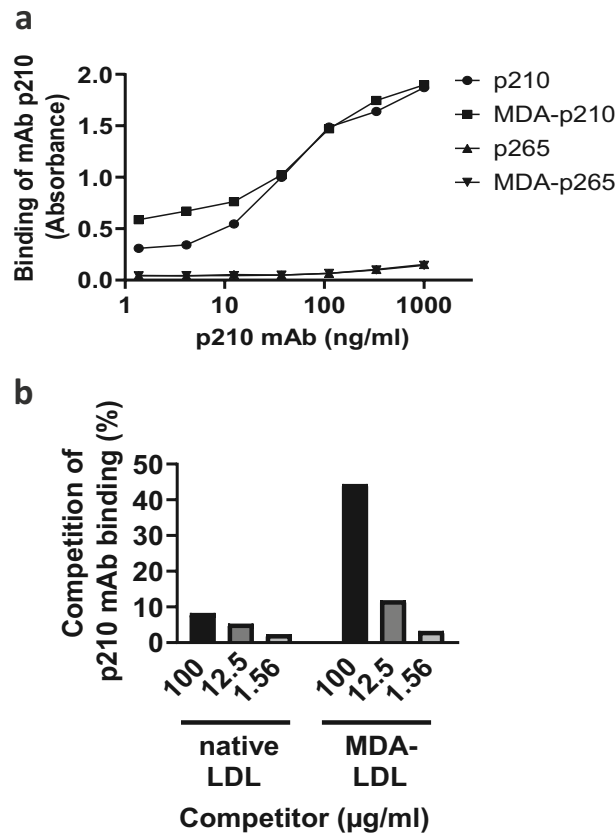 a
Binding of mAb p210
(Absorbance)
2.0
1.5
1.0
0.5
0.0
1
10
100
1000
p210 mAb (ng/ml)
p210
MDA-p210
p265
MDA-p265
b
Competition of
p210 mAb binding (%)
50
40
30
20
10
0
100
12.5
1.56
100
12.5
1.56
native
LDL
MDA-
LDL
Competitor (µg/ml)